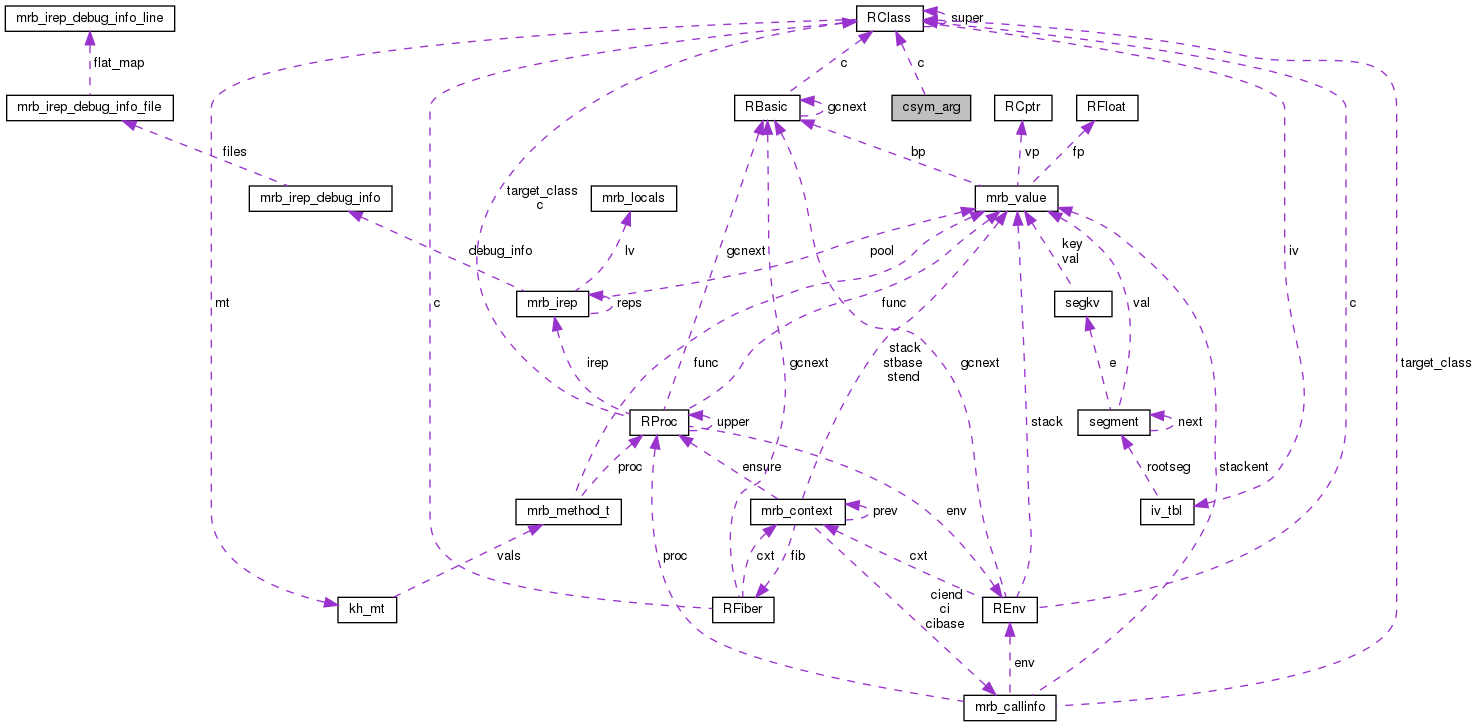 mrb_irep_debug_info_line
RClass
super
flat_map
c
mrb_irep_debug_info_file
RBasic
gcnext
csym_arg
RCptr
RFloat
files
bp
vp
fp
mrb_irep_debug_info
target_class
c
mrb_locals
mrb_value
debug_info
lv
gcnext
pool
key
val
iv
mt
c
mrb_irep
reps
func
segkv
val
c
irep
func
gcnext
stack
stbase
stend
gcnext
e
target_class
RProc
upper
stack
segment
next
proc
ensure
rootseg
stackent
mrb_method_t
mrb_context
prev
env
iv_tbl
vals
proc
cxt
fib
cxt
kh_mt
RFiber
ciend
ci
cibase
REnv
env
mrb_callinfo